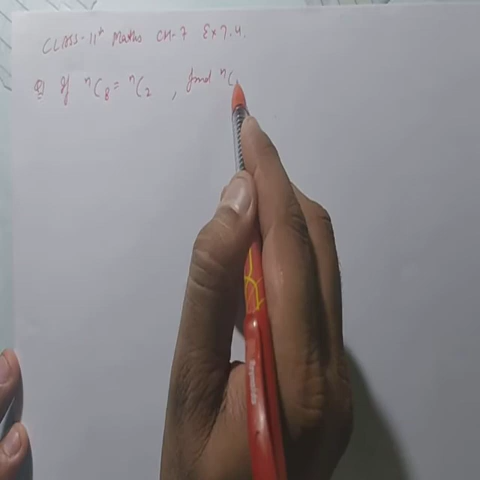 CLASS-11th Maths CH-7 Ex 7.4.
Q If ⁿC₈ = ⁿC₂ , find ⁿC